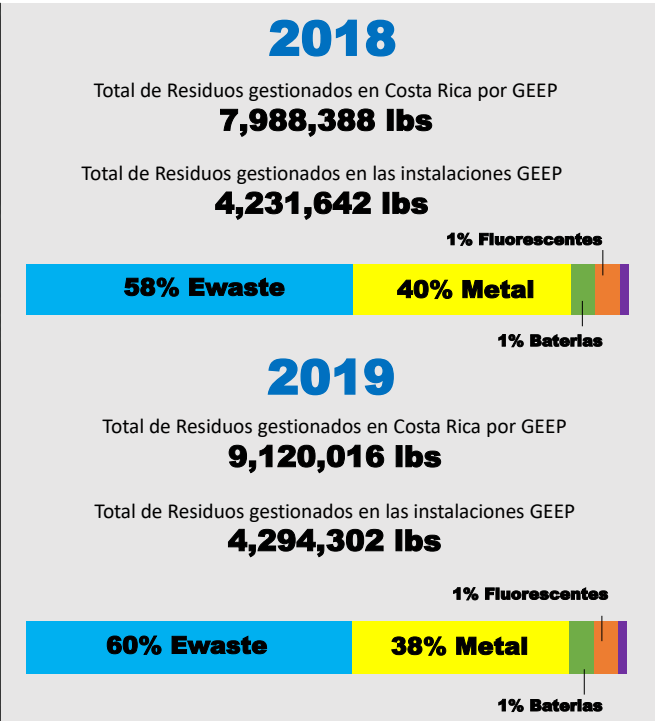 2018
Total de Residuos gestionados en Costa Rica por GEEP
7,988,388 lbs
Total de Residuos gestionados en las instalaciones GEEP
4,231,642 lbs
1% Fluorescentes
58% Ewaste
40% Metal
1% Baterias
2019
Total de Residuos gestionados en Costa Rica por GEEP
9,120,016 lbs
Total de Residuos gestionados en las instalaciones GEEP
4,294,302 lbs
1% Fluorescentes
60% Ewaste
38% Metal
1% Baterias